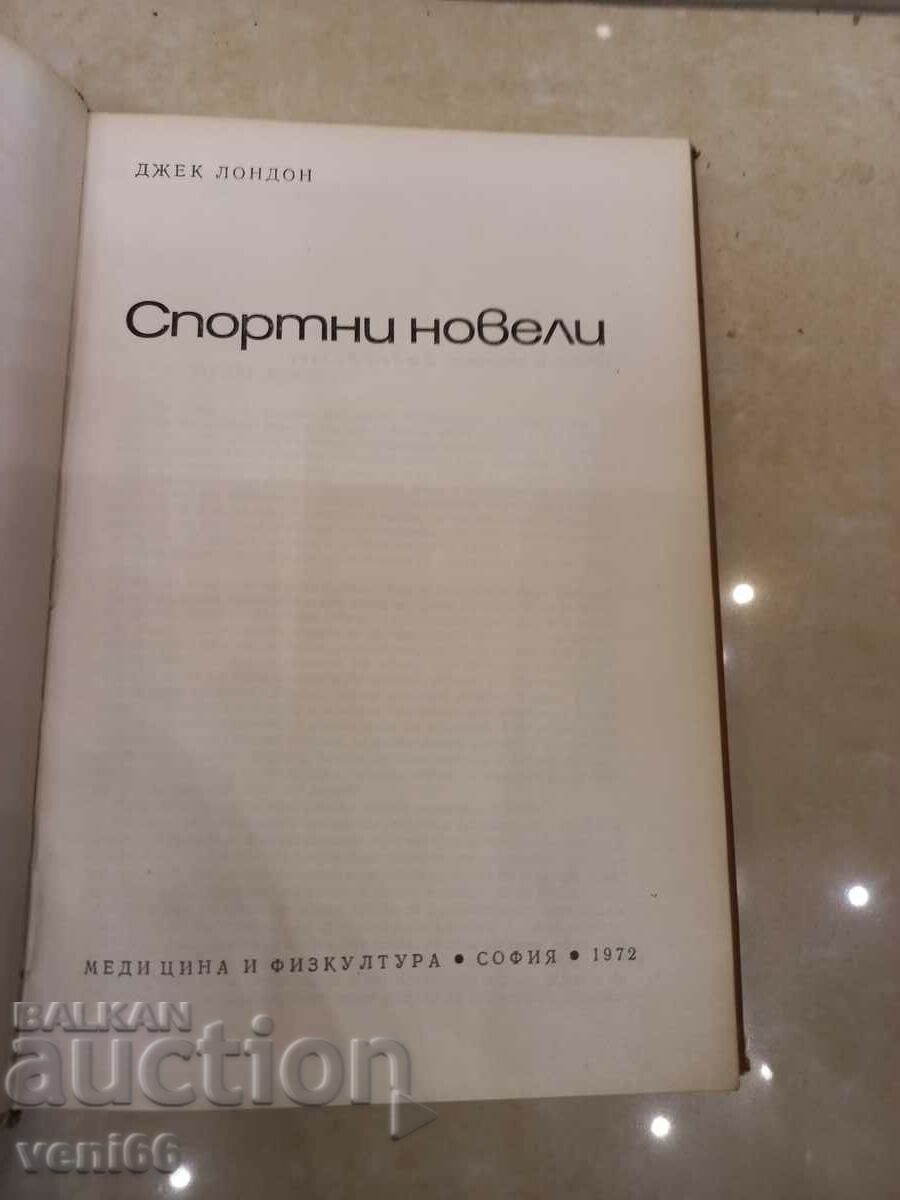 ДЖЕК ЛОНДОН
Спортни новели
МЕДИЦИНА И ФИЗКУЛТУРА • СОФИЯ • 1972
BALKAN
auction
veni66